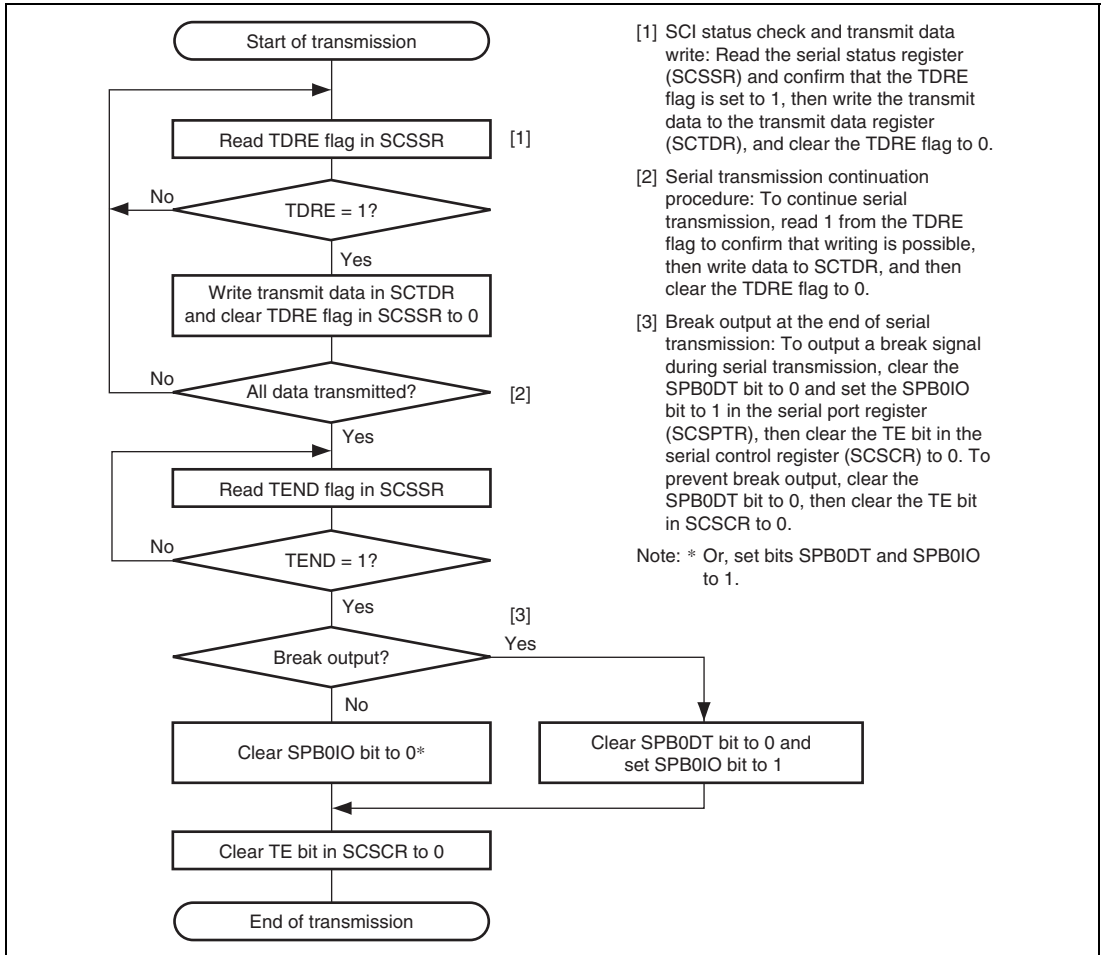 Start of transmission
Read TDRE flag in SCSSR
[1]
No
TDRE = 1?
Yes
Write transmit data in SCTDR
and clear TDRE flag in SCSSR to 0
No
All data transmitted?
[2]
Yes
Read TEND flag in SCSSR
No
TEND = 1?
Yes
[3]
Break output?
Yes
No
Clear SPB0IO bit to 0*
Clear SPB0DT bit to 0 and
set SPB0IO bit to 1
Clear TE bit in SCSCR to 0
End of transmission
[1] SCI status check and transmit data
write: Read the serial status register
(SCSSR) and confirm that the TDRE
flag is set to 1, then write the transmit
data to the transmit data register
(SCTDR), and clear the TDRE flag to 0.
[2] Serial transmission continuation
procedure: To continue serial
transmission, read 1 from the TDRE
flag to confirm that writing is possible,
then write data to SCTDR, and then
clear the TDRE flag to 0.
[3] Break output at the end of serial
transmission: To output a break signal
during serial transmission, clear the
SPB0DT bit to 0 and set the SPB0IO
bit to 1 in the serial port register
(SCSPTR), then clear the TE bit in the
serial control register (SCSCR) to 0. To
prevent break output, clear the
SPB0DT bit to 0, then clear the TE bit
in SCSCR to 0.
Note: * Or, set bits SPB0DT and SPB0IO
to 1.